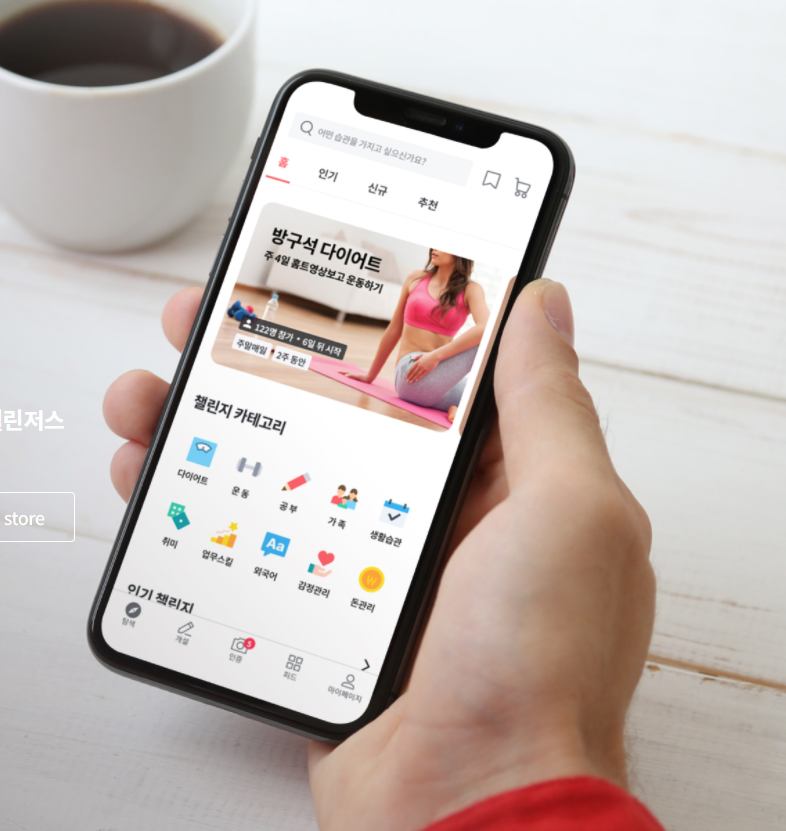 어떤 습관을 가지고 싶으신가요?
홈 인기 신규 추천
방구석 다이어트
주 4일 홈트영상보고 운동하기
122명 참가 • 6일 뒤 시작
주말매일 2주 동안
챌린지 카테고리
다이어트 운동 공부 가족 생활습관
취미 업무스킬 외국어 감정관리 돈관리
Aa
W
인기 챌린지
탐색 개설 인증 피드 마이페이지
5
린저스
store